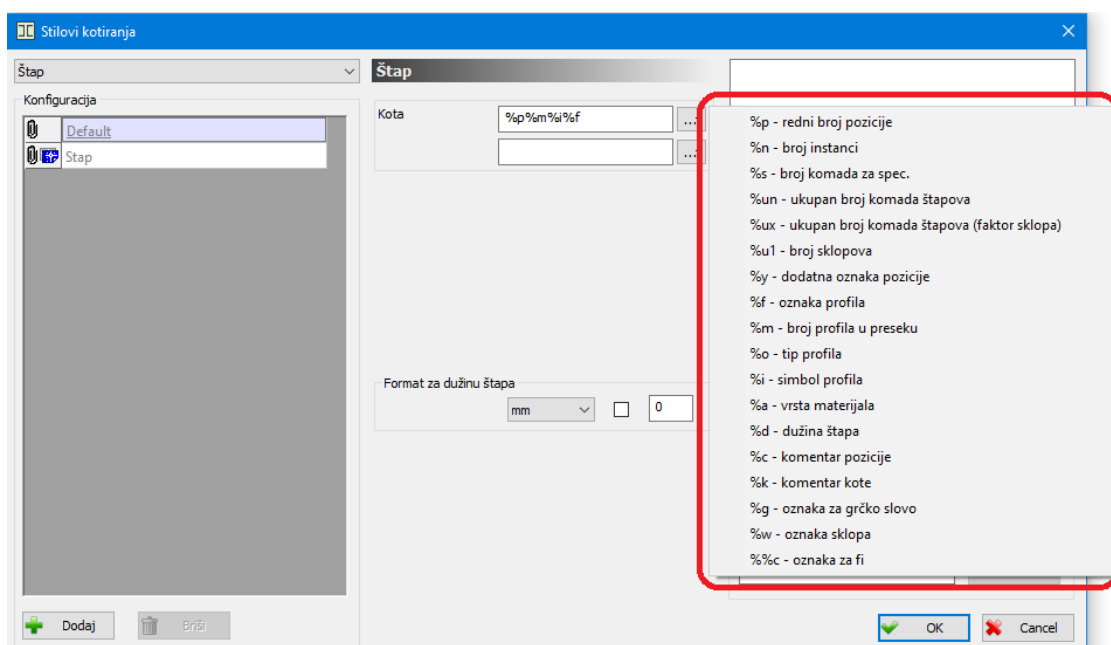 Stilovi kotiranja
Štap
Konfiguracija
Default
Stap
Dodaj
Briši
Štap
Kota
%p%m%i%f
...
...
Format za dužinu štapa
mm
0
%p - redni broj pozicije
%n - broj instanci
%s - broj komada za spec.
%un - ukupan broj komada štapova
%ux - ukupan broj komada štapova (faktor sklopa)
%u1 - broj sklopova
%y - dodatna oznaka pozicije
%f - oznaka profila
%m - broj profila u preseku
%o - tip profila
%i - simbol profila
%a - vrsta materijala
%d - dužina štapa
%c - komentar pozicije
%k - komentar kote
%g - oznaka za grčko slovo
%w - oznaka sklopa
%%c - oznaka za fi
OK
Cancel